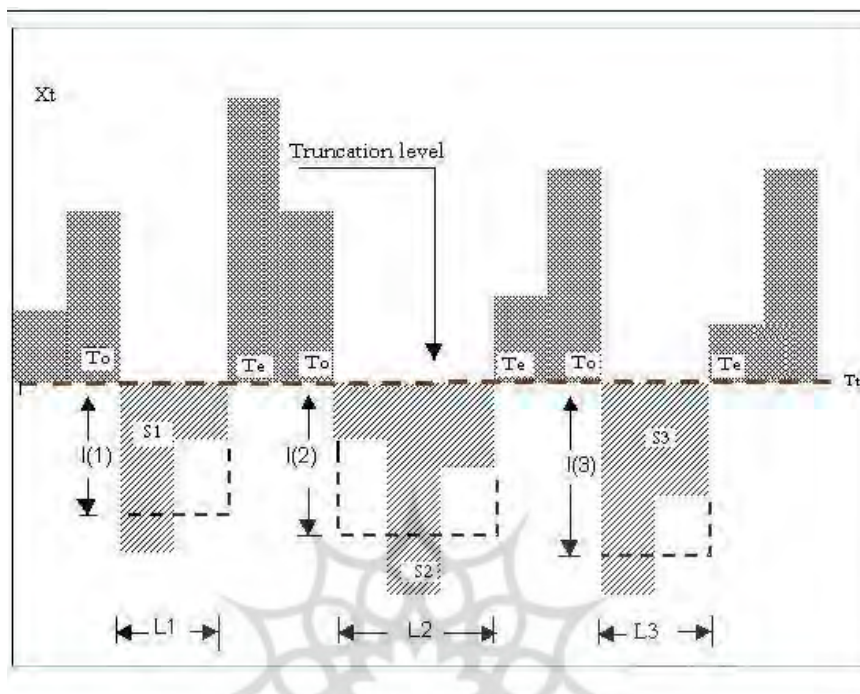 Xt
Truncation level
To
Te
To
Te
To
Te
Tt
S1
S3
I(1)
I(2)
I(3)
S2
L1
L2
L3